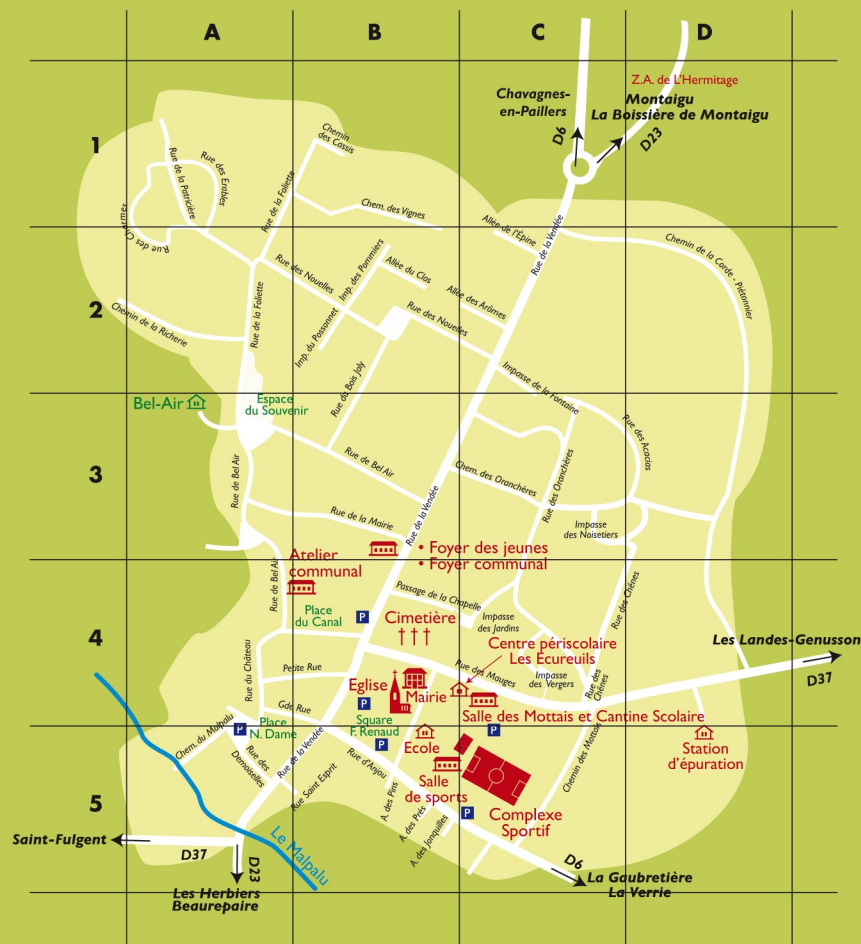 A
B
C
D
1
2
3
4
5
Z.A. de L'Hermitage
Chavagnes-
en-Paillers
Montaigu
La Boissière de Montaigu
D6
D23
Chemin
des Cassis
Rue de la Patricière
Rue des Erables
Rue des Charmes
Rue de la Foliette
Chem. des Vignes
Allée de l'Épine
Rue de la Vendée
Chemin de la Corde - Piétonnier
Rue des Nouelles
Imp. des Pommiers
Allée du Clos
Allée des Arômes
Rue de la Foliette
Imp. du Possonnet
Rue des Nouelles
Chemin de la Richerie
Rue du Bois Joly
Impasse de la Fontaine
Bel-Air
Espace
du Souvenir
Rue des Acacias
Rue de Bel Air
Rue de Bel Air
Chem. des Oranchères
Rue des Oranchères
Rue de la Vendée
Rue de la Mairie
Impasse
des Noisetiers
• Foyer des jeunes
• Foyer communal
Atelier
communal
Rue de Bel Air
Passage de la Chapelle
Rue des Chênes
Place
du Canal
P
Cimetière
Impasse
des Jardins
Les Landes-Genusson
D37
Centre périscolaire
Les Ecureuils
Rue du Château
Petite Rue
Rue des Mauges
Impasse
des Vergers
Rue des
Chênes
Eglise
Mairie
P
Gde Rue
Salle des Mottais et Cantine Scolaire
Chem. du Malpalu
P
Place
N. Dame
Square
F. Renaud
P
P
Ecole
Station
d'épuration
Rue de la Vendée
Rue des
Demoiselles
Rue Saint Esprit
Rue d'Anjou
Chemin des Mottais
Salle
de sports
A. des Pins
A. des Prés
A. des Jonquilles
P
Complexe
Sportif
Saint-Fulgent
D37
Le Malpalu
D23
D6
La Gaubretière
La Verrie
Les Herbiers
Beaurepaire